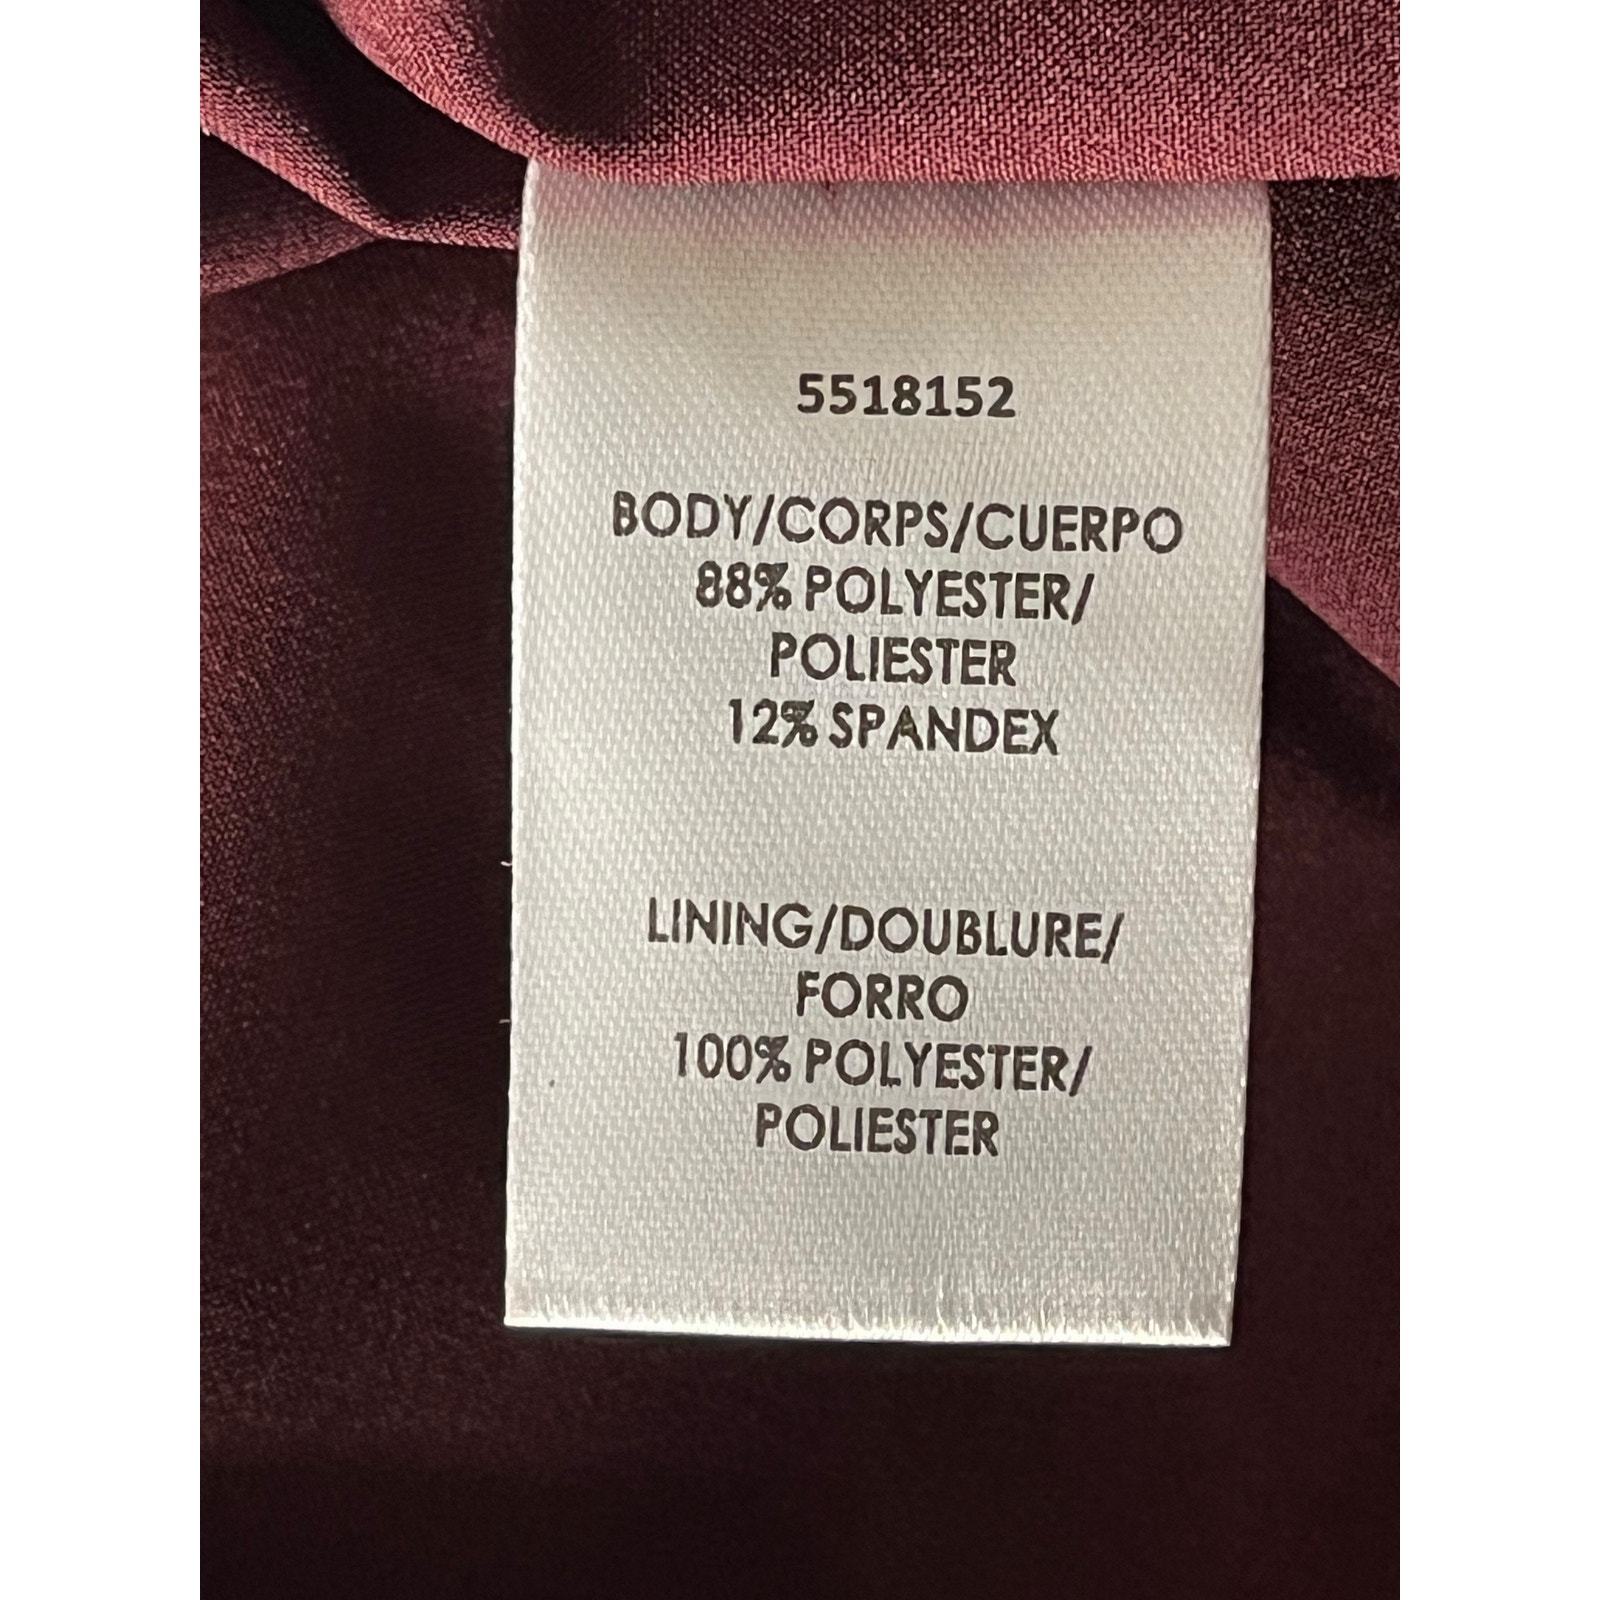 5518152
BODY/CORPS/CUERPO
88% POLYESTER/
POLIESTER
12% SPANDEX
LINING/DOUBLURE/
FORRO
100% POLYESTER/
POLIESTER